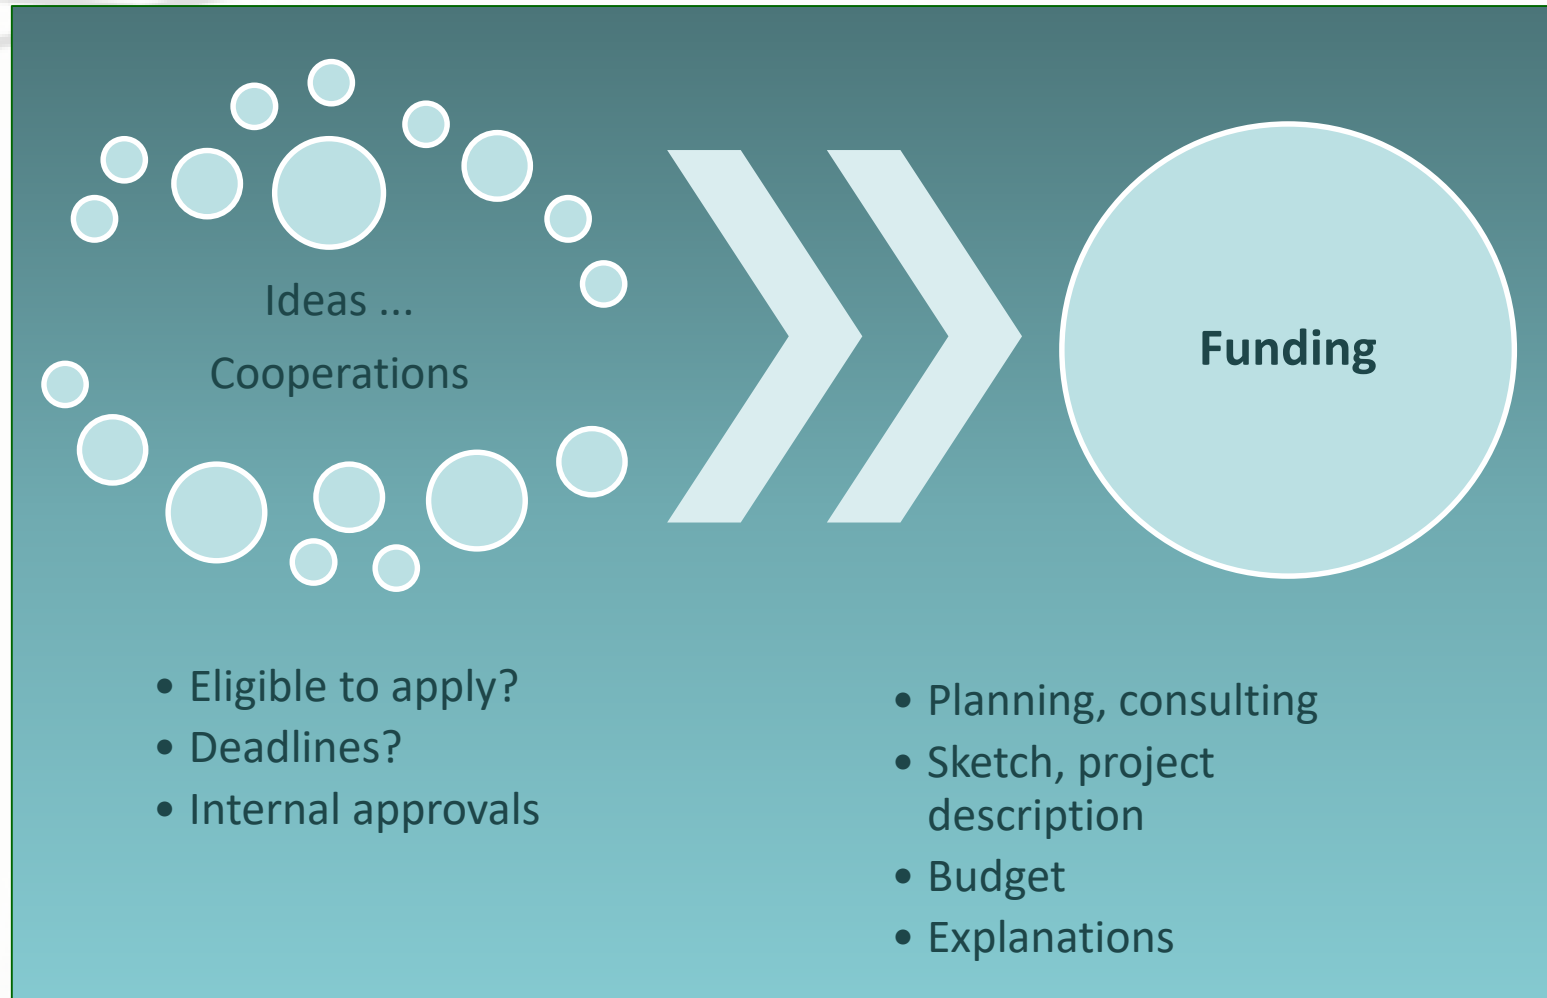 Ideas ...
Cooperations
Funding
• Eligible to apply?
• Deadlines?
• Internal approvals
• Planning, consulting
• Sketch, project
description
• Budget
• Explanations